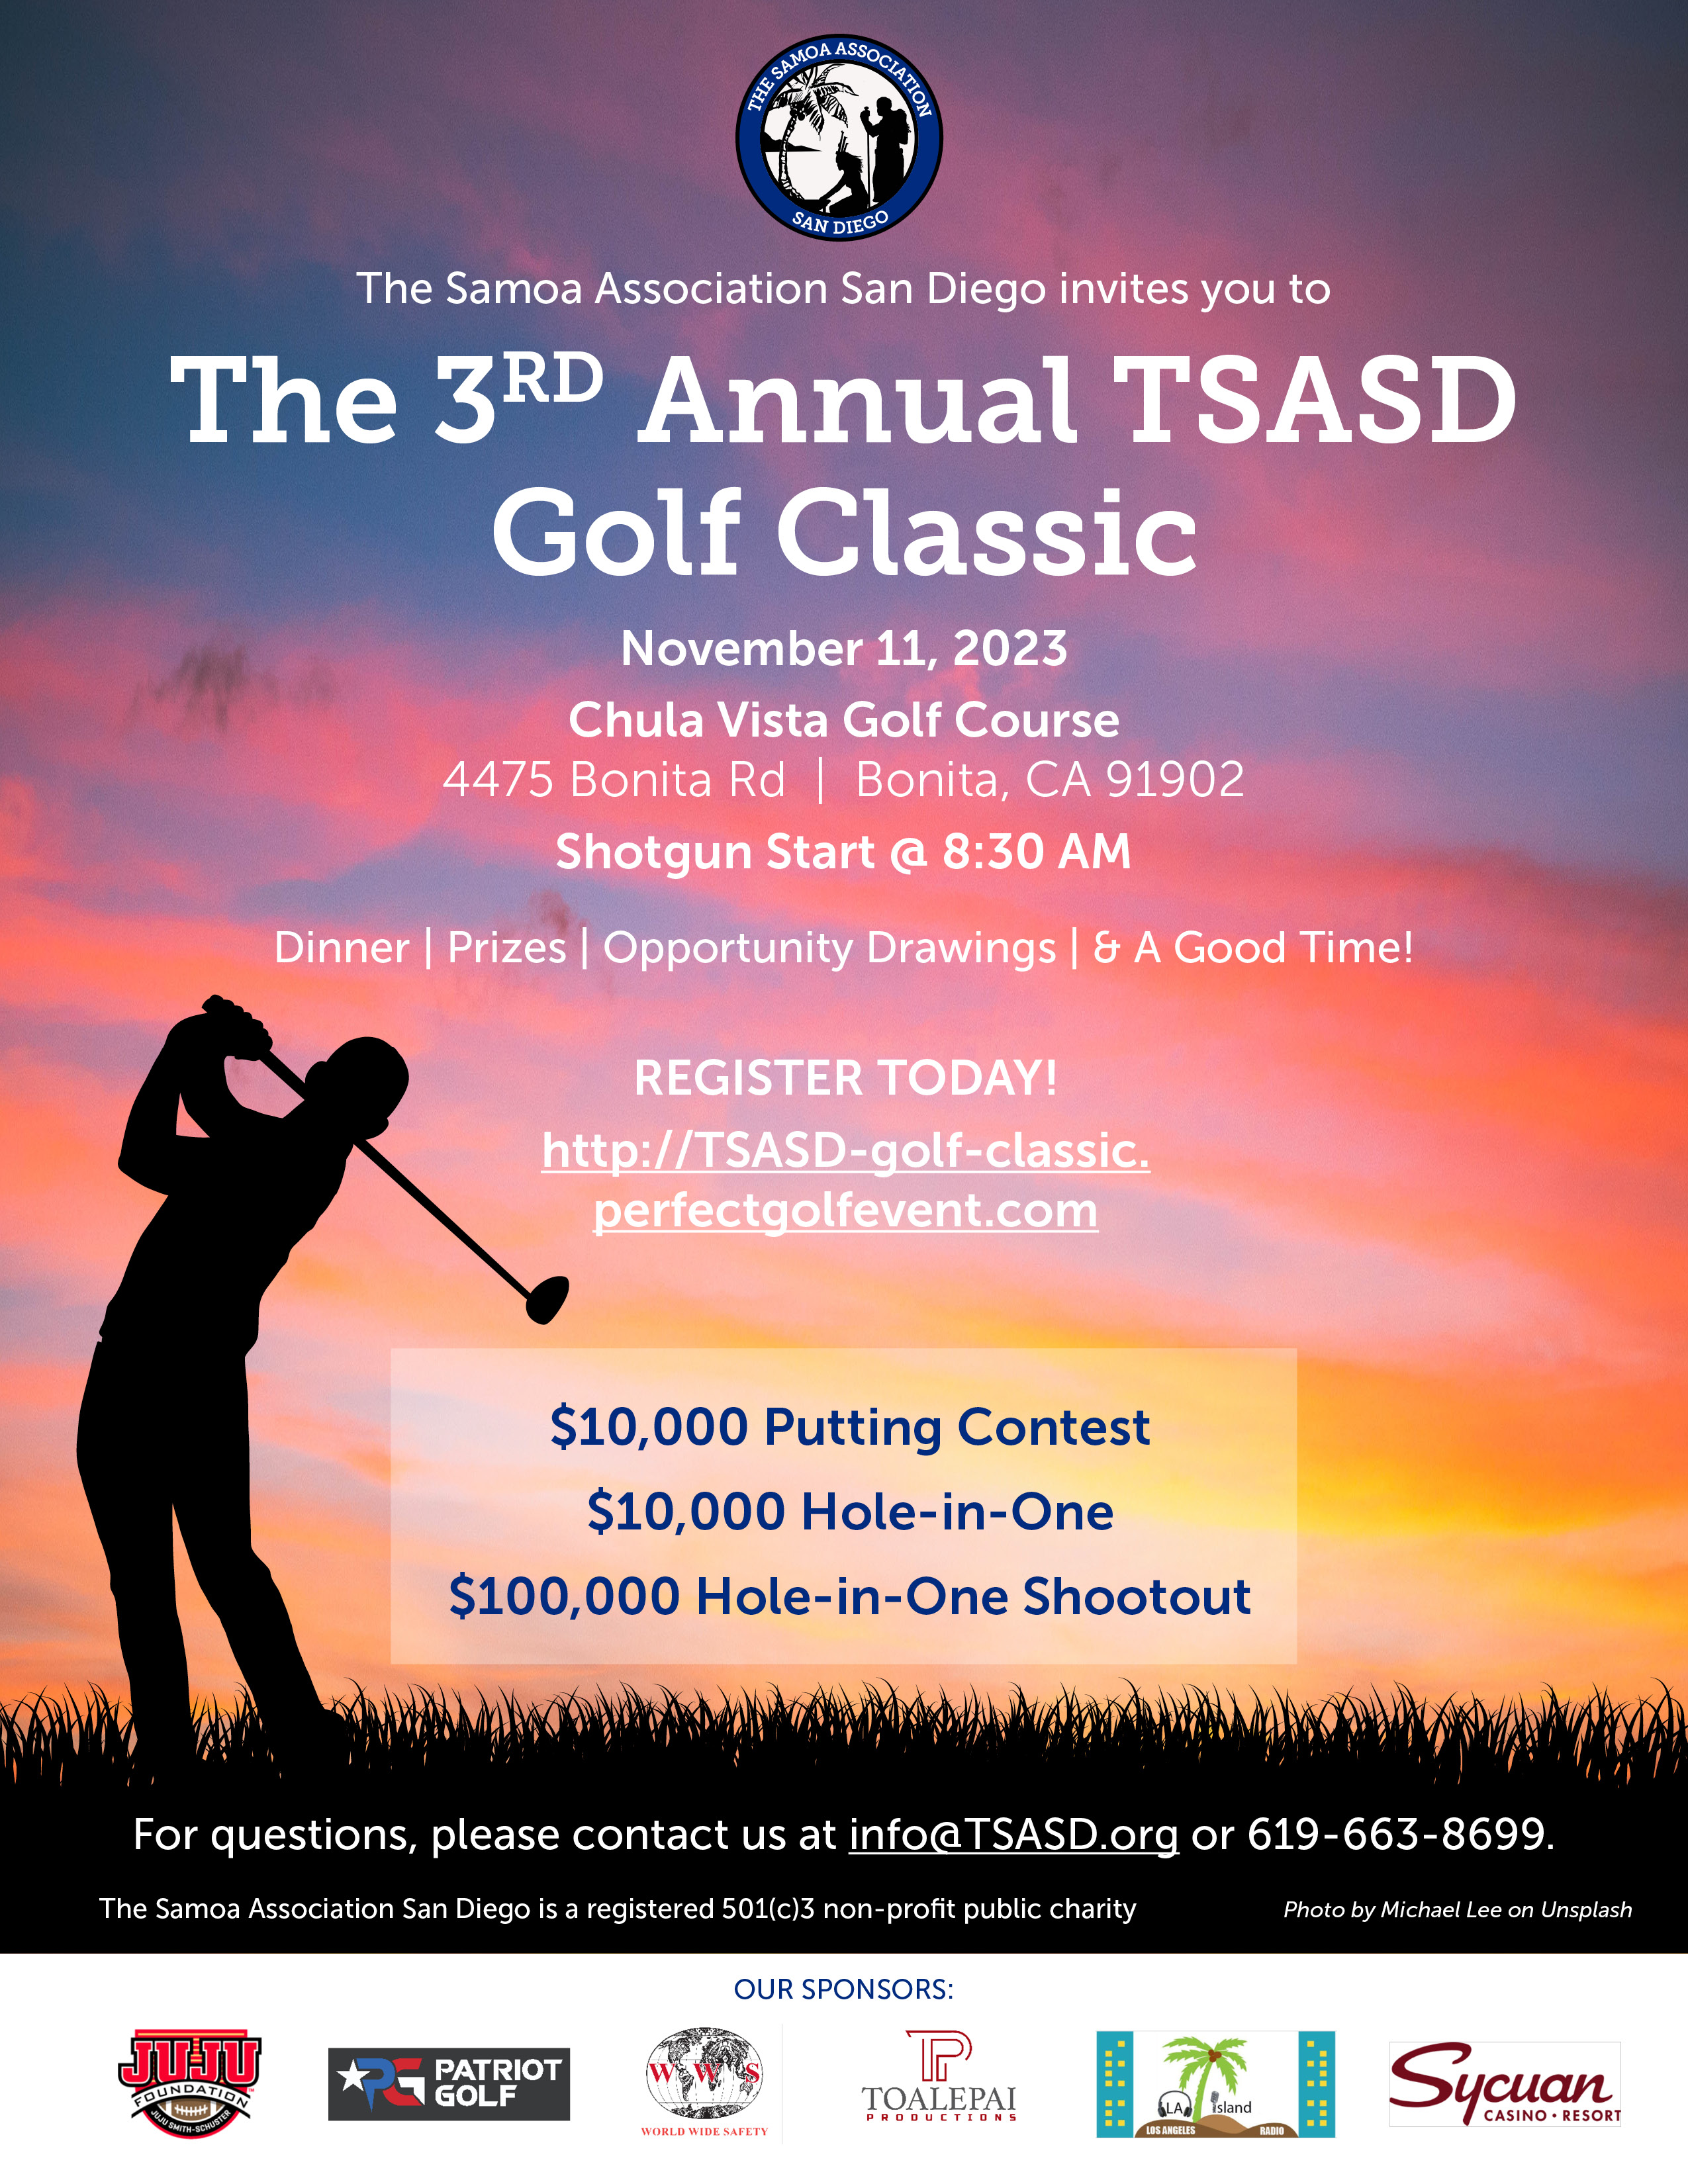 THE SAMOA ASSOCIATION
SAN DIEGO
The Samoa Association San Diego invites you to
The 3RD Annual TSASD
Golf Classic
November 11, 2023
Chula Vista Golf Course
4475 Bonita Rd | Bonita, CA 91902
Shotgun Start @ 8:30 AM
Dinner | Prizes | Opportunity Drawings | & A Good Time!
REGISTER TODAY!
http://TSASD-golf-classic.
perfectgolfevent.com
$10,000 Putting Contest
$10,000 Hole-in-One
$100,000 Hole-in-One Shootout
For questions, please contact us at info@TSASD.org or 619-663-8699.
The Samoa Association San Diego is a registered 501(c)3 non-profit public charity
Photo by Michael Lee on Unsplash
OUR SPONSORS:
JUJU
FOUNDATION
JUJU SMITH-SCHUSTER
PG PATRIOT
GOLF
W W S
WORLD WIDE SAFETY
TP
TOALEPAI
PRODUCTIONS
LA island
LOS ANGELES RADIO
Sycuan
CASINO • RESORT